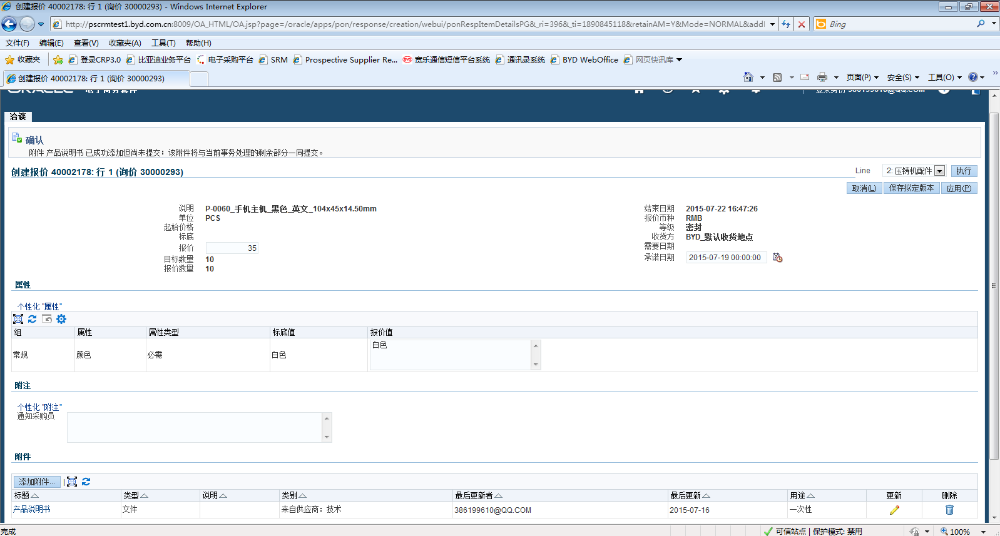 创建报价 40002178: 行 1 (询价 30000293) - Windows Internet Explorer
http://pscrmtest1.byd.com.cn:8009/OA_HTML/OA.jsp?page=/oracle/apps/pon/response/creation/webui/ponRespItemDetailsPG&_ri=396&_ti=1890845118&retainAM=Y&Mode=NORMAL&addI
Bing
文件(F) 编辑(E) 查看(V) 收藏夹(A) 工具(T) 帮助(H)
收藏夹 登录CRP3.0 比亚迪业务平台 电子采购平台 SRM Prospective Supplier Re... 宽乐通信短信平台系统 通讯录系统 BYD WebOffice 网页快讯库
创建报价 40002178: 行 1 (询价 30000293)
页面(P) 安全(S) 工具(O)
ORACLE 电子商务套件 登录身份 386199610@QQ.COM
洽谈
确认
附件 产品说明书 已成功添加但尚未提交；该附件将与当前事务处理的剩余部分一同提交。
创建报价 40002178: 行 1 (询价 30000293)
Line 2: 压铸机配件 执行
取消(L) 保存拟定版本 应用(P)
说明 P-0060_手机主机_黑色_英文_104x45x14.50mm
单位 PCS
起始价格
标底
报价 35
目标数量 10
报价数量 10
结束日期 2015-07-22 16:47:26
报价币种 RMB
等级 密封
收货方 BYD_默认收货地点
需要日期
承诺日期 2015-07-19 00:00:00
属性
个性化 "属性"
组 属性 属性类型 标底值 报价值
常规 颜色 必需 白色 白色
附注
个性化 "附注"
通知采购员
附件
添加附件...
标题 类型 说明 类别 最后更新者 最后更新 用途 更新 删除
产品说明书 文件 来自供应商：技术 386199610@QQ.COM 2015-07-16 一次性
完成 可信站点 | 保护模式: 禁用 100%